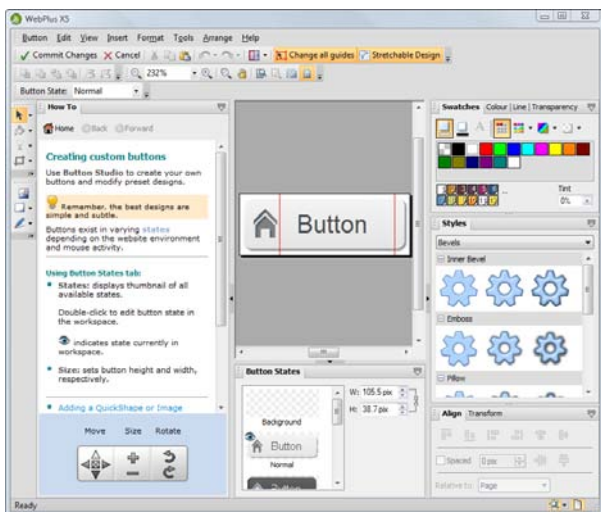 WebPlus X5
Button Edit View Insert Format Tools Arrange Help
Commit Changes Cancel Change all guides Stretchable Design
232%
Button State: Normal
How To
Home Back Forward
Creating custom buttons
Use Button Studio to create your own
buttons and modify preset designs.
Remember, the best designs are
simple and subtle.
Buttons exist in varying states
depending on the website environment
and mouse activity.
Using Button States tab:
States: displays thumbnail of all
available states.
Double-click to edit button state in
the workspace.
indicates state currently in
workspace.
Size: sets button height and width,
respectively.
Adding a QuickShape or Image
Move Size Rotate
Button
Button States
Background
Button
Normal
Button
W: 105.5 pix
H: 38.7 pix
Swatches Colour Line Transparency
Tint
0%
Styles
Bevels
Inner Bevel
Emboss
Pillow
Align Transform
Spaced 0 pix
Relative to: Page
Ready